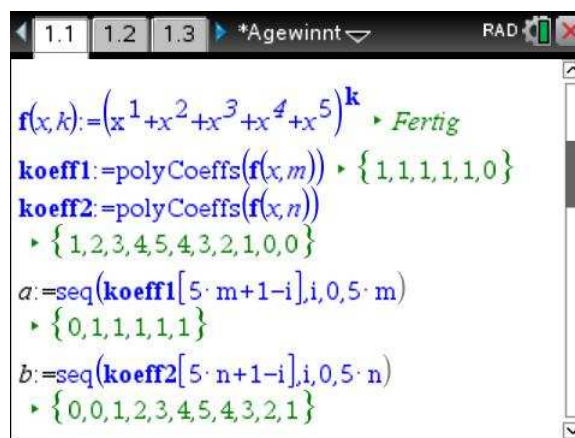 1.1 1.2 1.3 *Agewinnt RAD
f(x,k):=(x^1+x^2+x^3+x^4+x^5)^k ▸ Fertig
koeff1:=polyCoeffs(f(x,m)) ▸ {1,1,1,1,1,0}
koeff2:=polyCoeffs(f(x,n))
▸ {1,2,3,4,5,4,3,2,1,0,0}
a:=seq(koeff1[5·m+1-i],i,0,5·m)
▸ {0,1,1,1,1,1}
b:=seq(koeff2[5·n+1-i],i,0,5·n)
▸ {0,0,1,2,3,4,5,4,3,2,1}